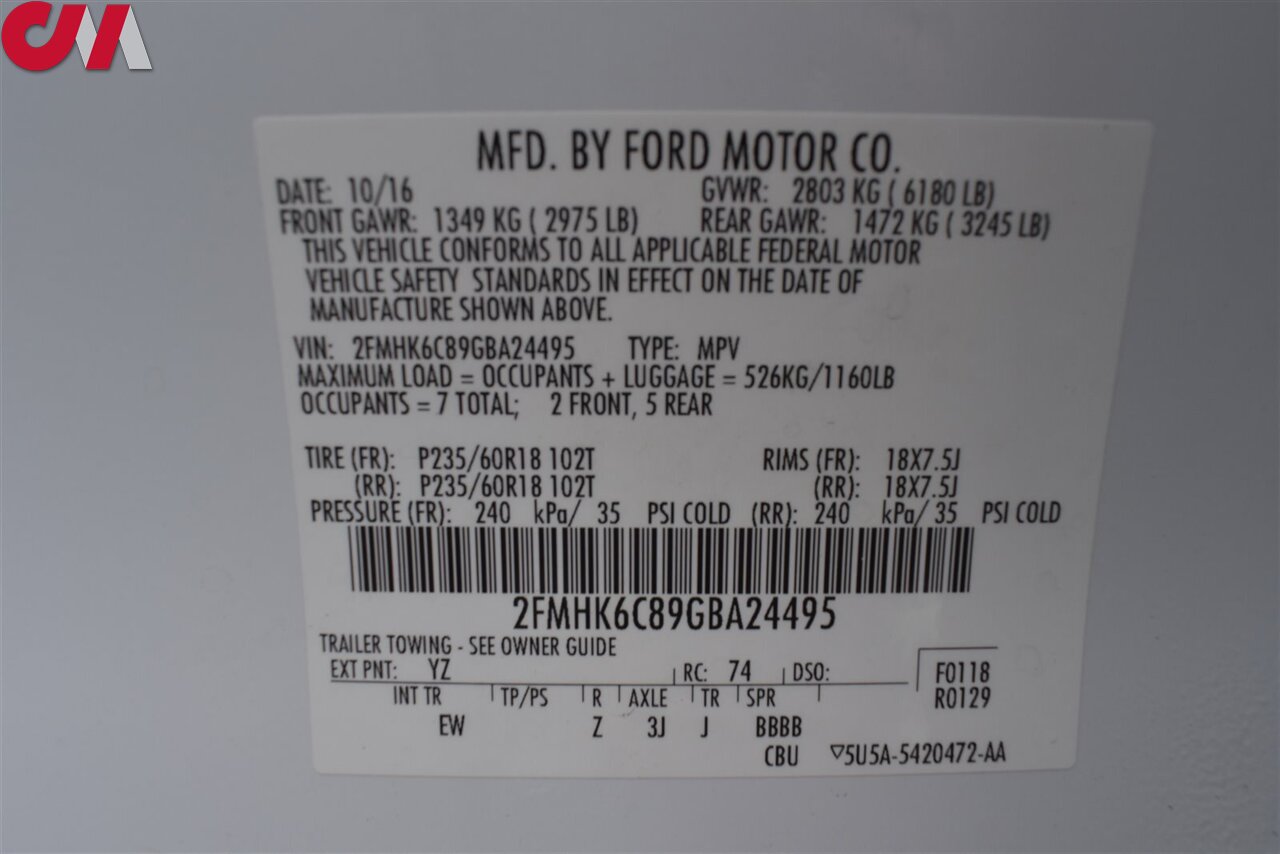 CM
MFD. BY FORD MOTOR CO.
DATE: 10/16 GVWR: 2803 KG ( 6180 LB)
FRONT GAWR: 1349 KG ( 2975 LB) REAR GAWR: 1472 KG ( 3245 LB)
THIS VEHICLE CONFORMS TO ALL APPLICABLE FEDERAL MOTOR
VEHICLE SAFETY STANDARDS IN EFFECT ON THE DATE OF
MANUFACTURE SHOWN ABOVE.
VIN: 2FMHK6C89GBA24495 TYPE: MPV
MAXIMUM LOAD = OCCUPANTS + LUGGAGE = 526KG/1160LB
OCCUPANTS = 7 TOTAL; 2 FRONT, 5 REAR
TIRE (FR): P235/60R18 102T RIMS (FR): 18X7.5J
(RR): P235/60R18 102T (RR): 18X7.5J
PRESSURE (FR): 240 kPa/ 35 PSI COLD (RR): 240 kPa/ 35 PSI COLD
2FMHK6C89GBA24495
TRAILER TOWING - SEE OWNER GUIDE
EXT PNT: YZ RC: 74 DSO: F0118
INT TR TP/PS R AXLE TR SPR R0129
EW Z 3J J BBBB
CBU ▽5U5A-5420472-AA